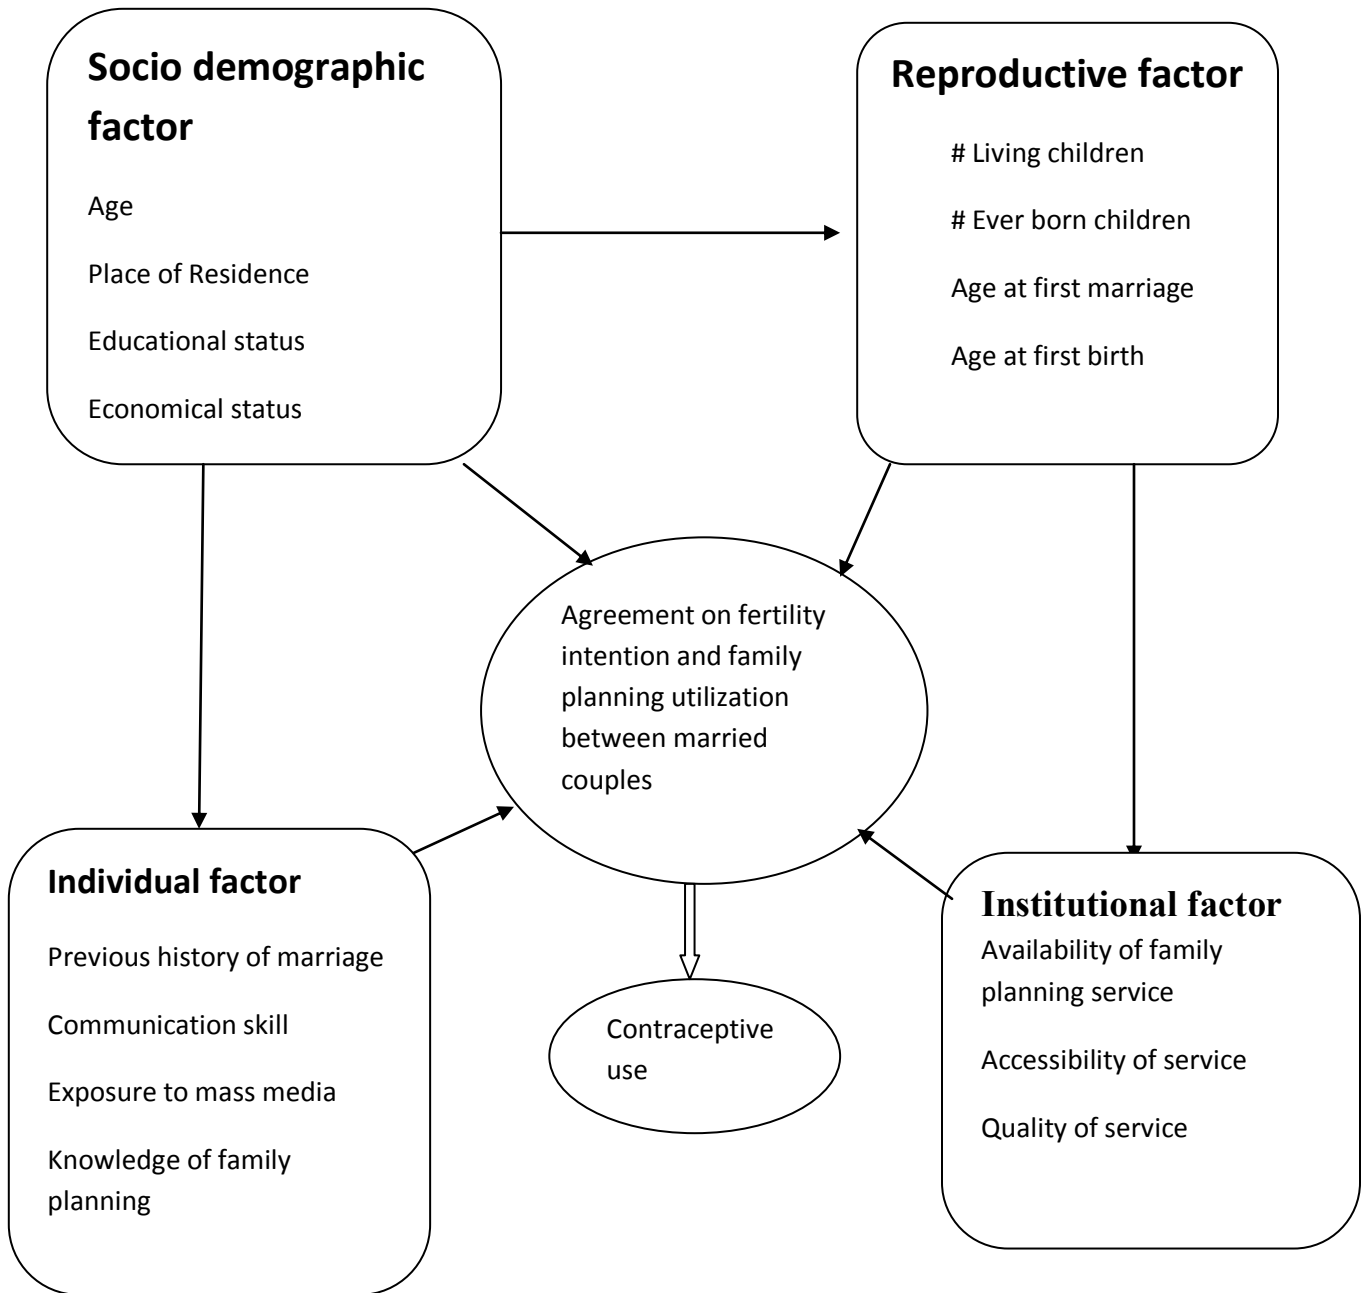 Socio demographic
factor
Age
Place of Residence
Educational status
Economical status
Reproductive factor
# Living children
# Ever born children
Age at first marriage
Age at first birth
Agreement on fertility
intention and family
planning utilization
between married
couples
Individual factor
Previous history of marriage
Communication skill
Exposure to mass media
Knowledge of family
planning
Contraceptive
use
Institutional factor
Availability of family
planning service
Accessibility of service
Quality of service